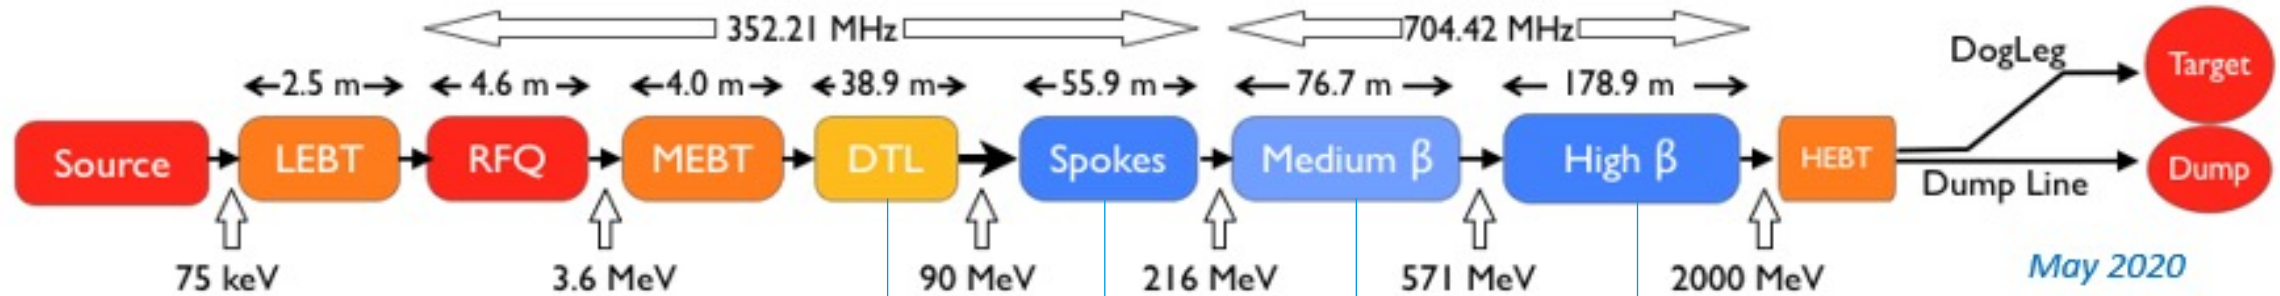 352.21 MHz 704.42 MHz
2.5 m 4.6 m 4.0 m 38.9 m 55.9 m 76.7 m 178.9 m
DogLeg
Target
Source LEBT RFQ MEBT DTL Spokes Medium β High β HEBT
Dump Line
Dump
75 keV 3.6 MeV 90 MeV 216 MeV 571 MeV 2000 MeV
May 2020